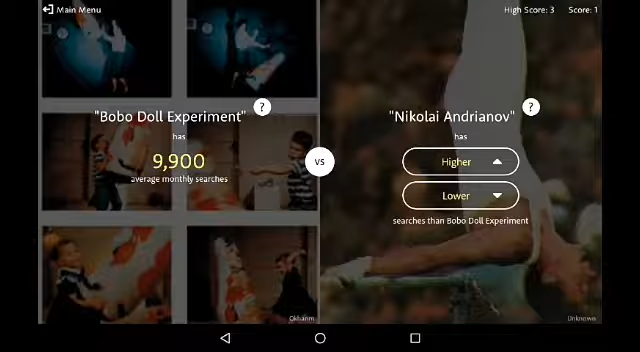 Main Menu
High Score: 3 Score: 1
"Bobo Doll Experiment" ?
has
9,900
average monthly searches
vs
"Nikolai Andrianov" ?
has
Higher
Lower
searches than Bobo Doll Experiment
Okhanm
Unknown